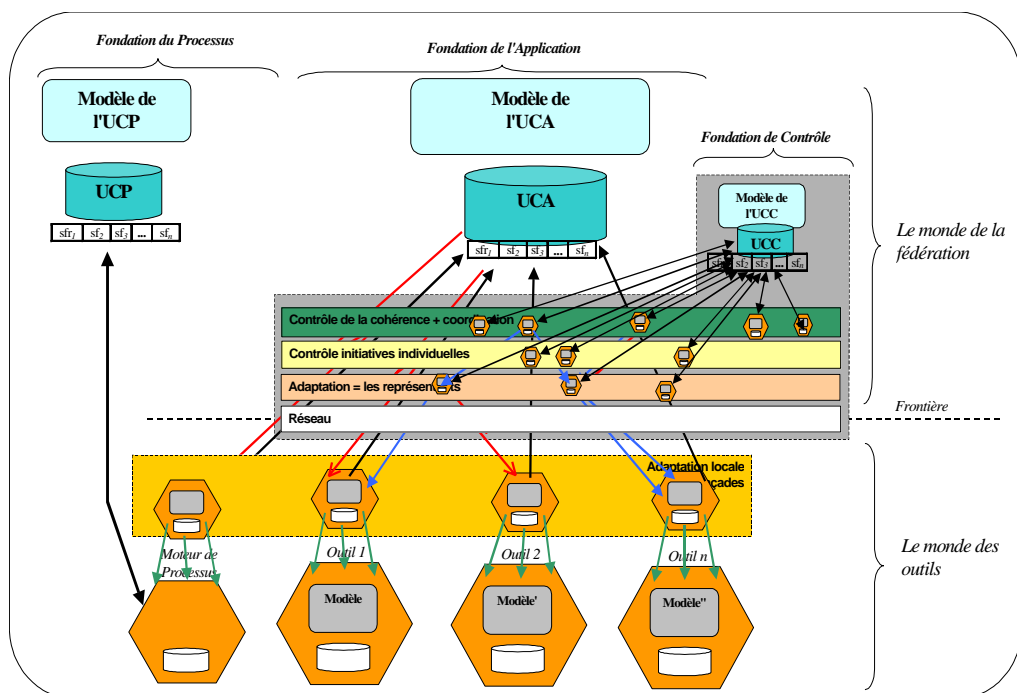 Fondation du Processus
Fondation de l'Application
Modèle de
l'UCP
Modèle de
l'UCA
Fondation de Contrôle
UCP
UCA
Modèle de
l'UCC
UCC
sfr1 sf2 sf3 ... sfn
sfr1 sf2 sf3 ... sfn
sf2 sf3 ... sfn
Le monde de la
fédération
Contrôle de la cohérence + coordination
Contrôle initiatives individuelles
Adaptation = les représentants
Réseau
Frontière
Adaptation locale
Moteur de
Processus
Outil 1
Outil 2
Outil n
Le monde des
outils
Modèle
Modèle'
Modèle"